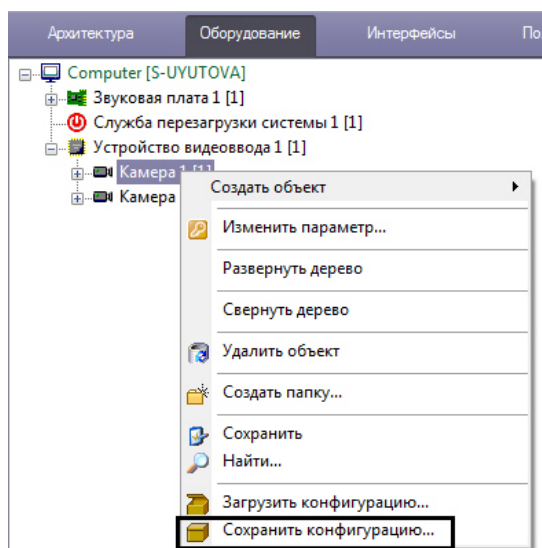 Архитектура Оборудование Интерфейсы
Computer [S-UYUTOVA]
Звуковая плата 1 [1]
Служба перезагрузки системы 1 [1]
Устройство видеоввода 1 [1]
Камера 1 [1]
Камера
Создать объект
Изменить параметр...
Развернуть дерево
Свернуть дерево
Удалить объект
Создать папку...
Сохранить
Найти...
Загрузить конфигурацию...
Сохранить конфигурацию...